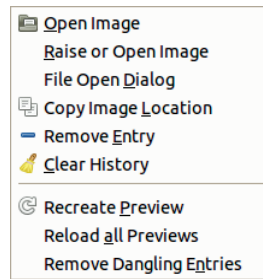 Open Image
Raise or Open Image
File Open Dialog
Copy Image Location
Remove Entry
Clear History
Recreate Preview
Reload all Previews
Remove Dangling Entries